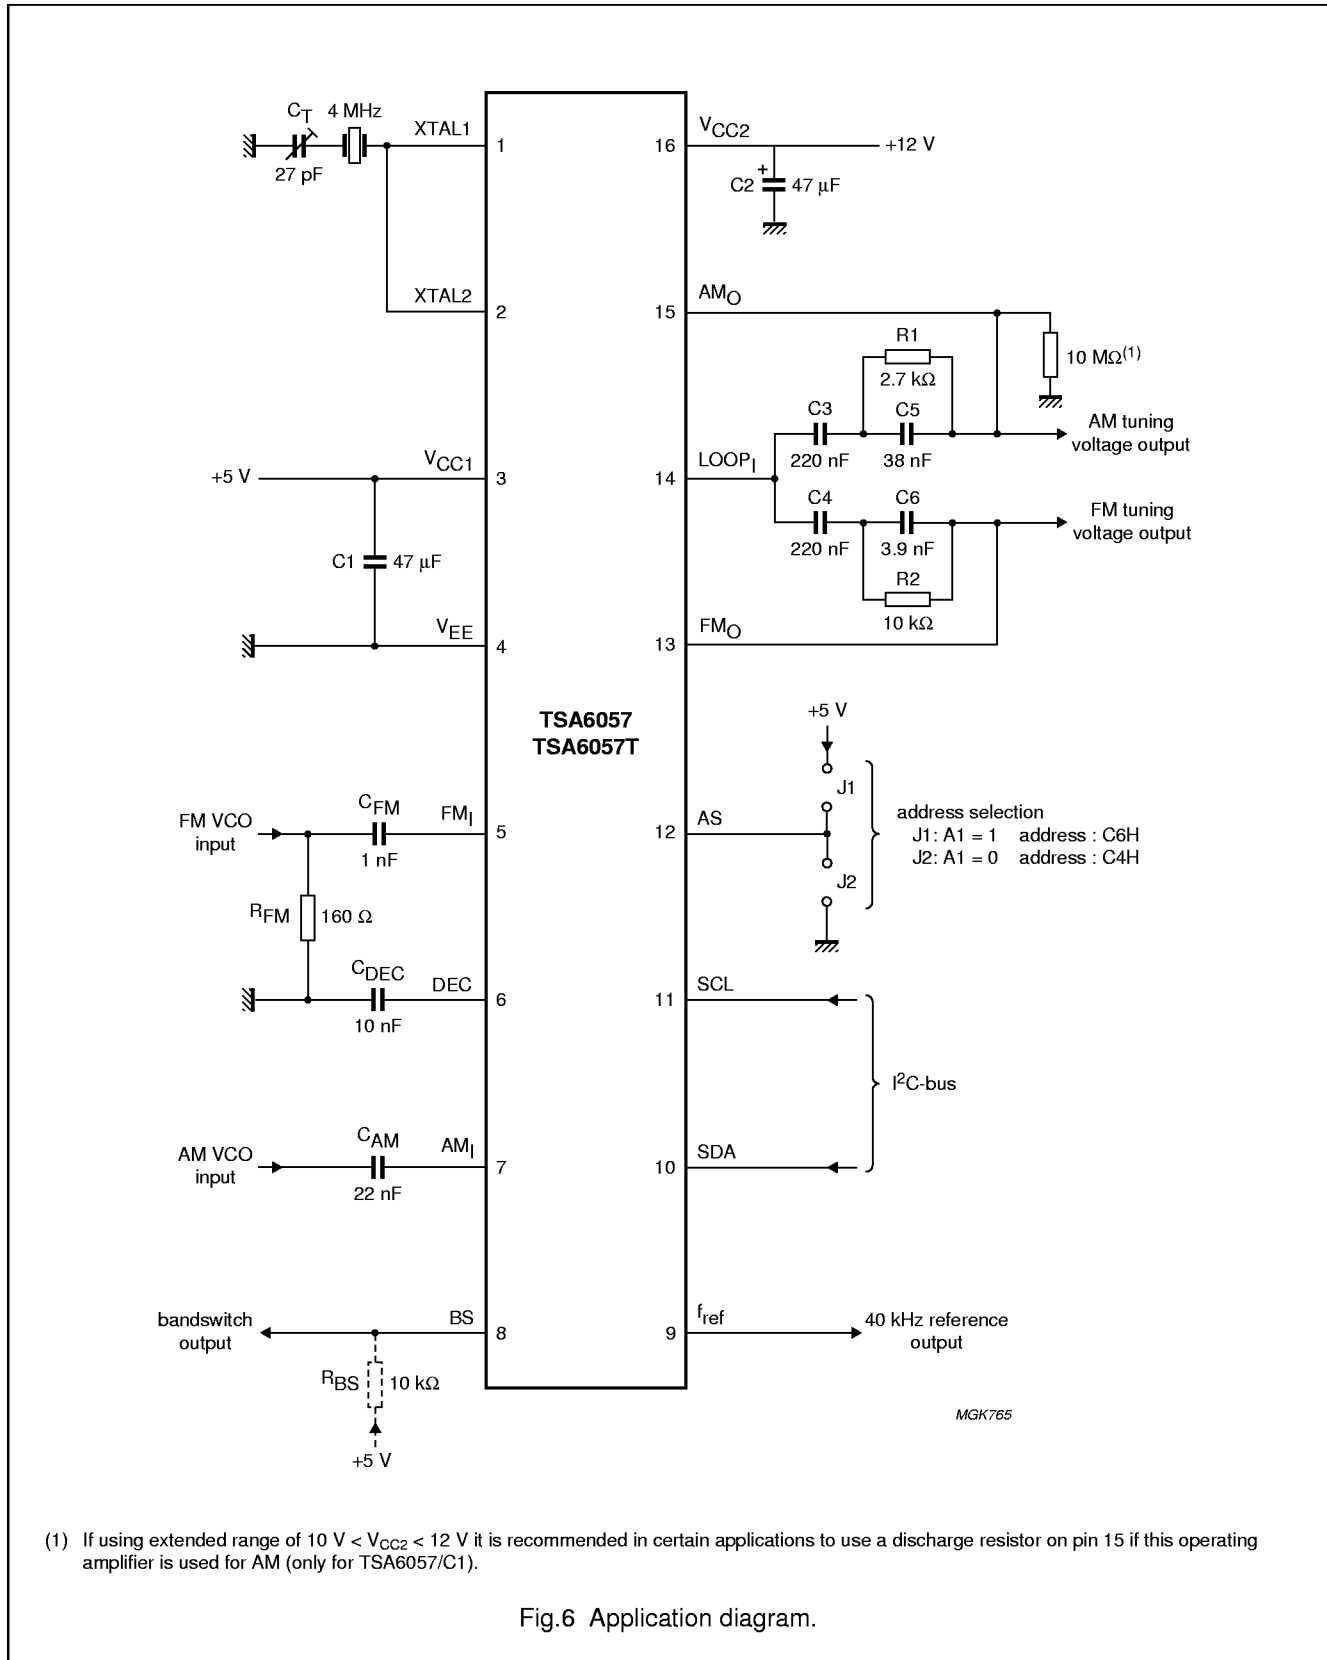 C_T 4 MHz
27 pF
XTAL1
1
XTAL2
2
+5 V
V_CC1
3
C1 47 μF
V_EE
4
TSA6057
TSA6057T
FM VCO
input
C_FM
1 nF
FM_I
5
R_FM 160 Ω
C_DEC
10 nF
DEC
6
AM VCO
input
C_AM
22 nF
AM_I
7
bandswitch
output
BS
8
R_BS 10 kΩ
+5 V
16
V_CC2
+12 V
+
C2 47 μF
15
AM_O
10 MΩ(1)
R1
2.7 kΩ
C3
220 nF
C5
38 nF
AM tuning
voltage output
14
LOOP_I
C4
220 nF
C6
3.9 nF
FM tuning
voltage output
R2
10 kΩ
13
FM_O
+5 V
J1
12
AS
J2
address selection
J1: A1 = 1 address : C6H
J2: A1 = 0 address : C4H
11
SCL
I²C-bus
10
SDA
9
f_ref
40 kHz reference
output
MGK765
(1) If using extended range of 10 V < V_CC2 < 12 V it is recommended in certain applications to use a discharge resistor on pin 15 if this operating
amplifier is used for AM (only for TSA6057/C1).
Fig.6 Application diagram.